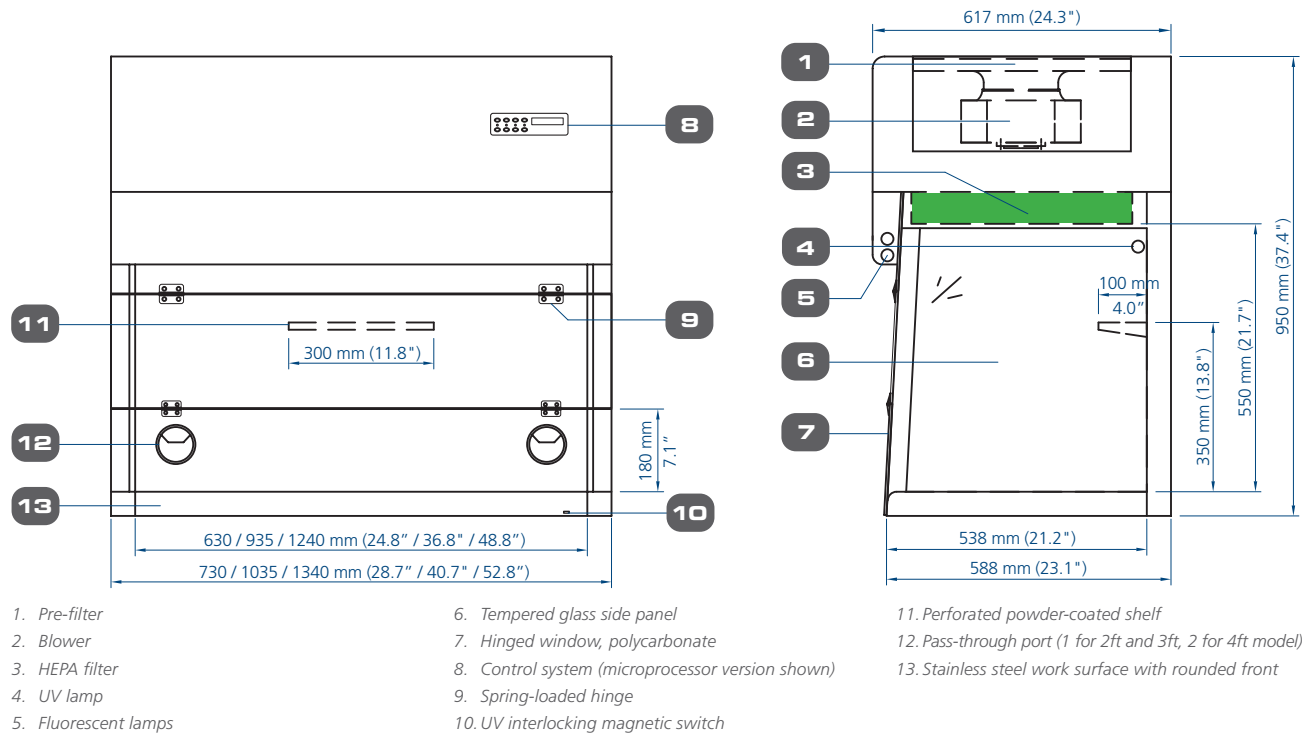 617 mm (24.3")
1
2
8
3
4
5
100 mm
4.0”
11
9
300 mm (11.8")
6
7
12
180 mm
7.1”
350 mm (13.8")
550 mm (21.7")
950 mm (37.4")
13
10
630 / 935 / 1240 mm (24.8” / 36.8" / 48.8”)
730 / 1035 / 1340 mm (28.7” / 40.7" / 52.8”)
538 mm (21.2")
588 mm (23.1")
1. Pre-filter
2. Blower
3. HEPA filter
4. UV lamp
5. Fluorescent lamps
6. Tempered glass side panel
7. Hinged window, polycarbonate
8. Control system (microprocessor version shown)
9. Spring-loaded hinge
10. UV interlocking magnetic switch
11. Perforated powder-coated shelf
12. Pass-through port (1 for 2ft and 3ft, 2 for 4ft model)
13. Stainless steel work surface with rounded front